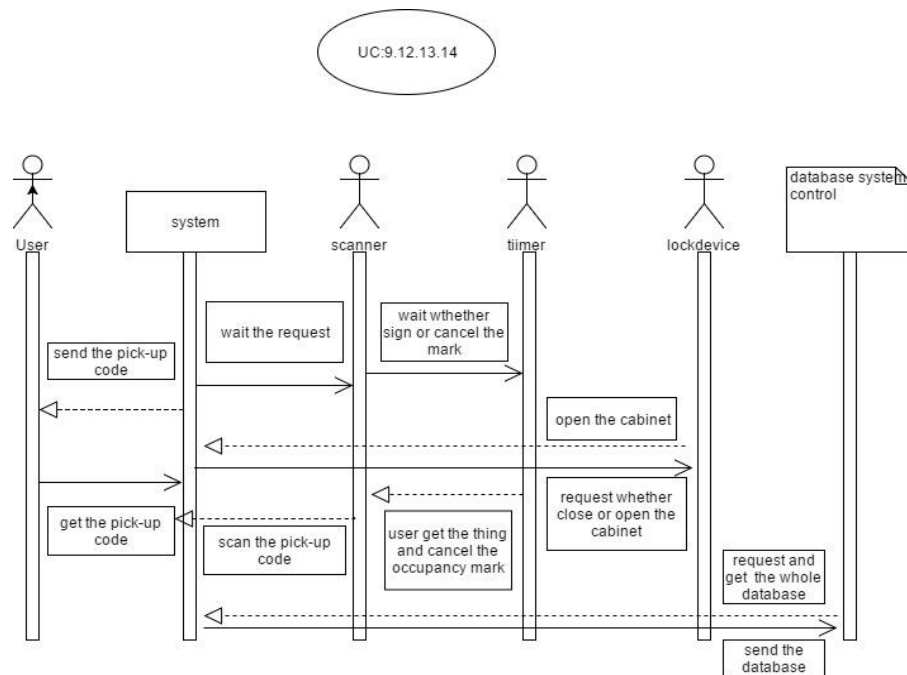 UC:9.12.13.14
database system
control
system
User
scanner
tiimer
lockdevice
wait the request
wait wthether
sign or cancel the
mark
send the pick-up
code
open the cabinet
get the pick-up
code
scan the pick-up
code
user get the thing
and cancel the
occupancy mark
request whether
close or open the
cabinet
request and
get the whole
database
send the
database